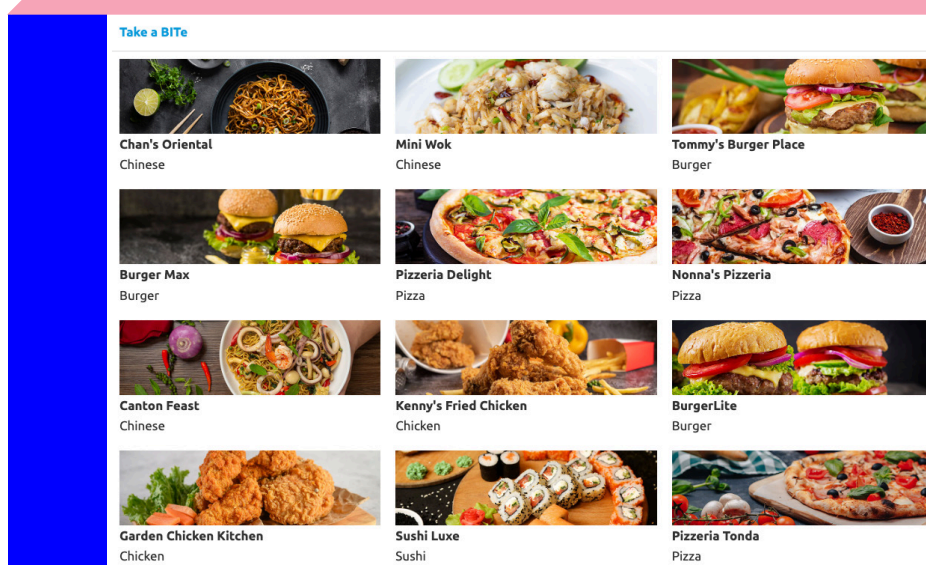 Take a BITe
Chan's Oriental
Chinese
Mini Wok
Chinese
Tommy's Burger Place
Burger
Burger Max
Burger
Pizzeria Delight
Pizza
Nonna's Pizzeria
Pizza
Canton Feast
Chinese
Kenny's Fried Chicken
Chicken
BurgerLite
Burger
Garden Chicken Kitchen
Chicken
Sushi Luxe
Sushi
Pizzeria Tonda
Pizza